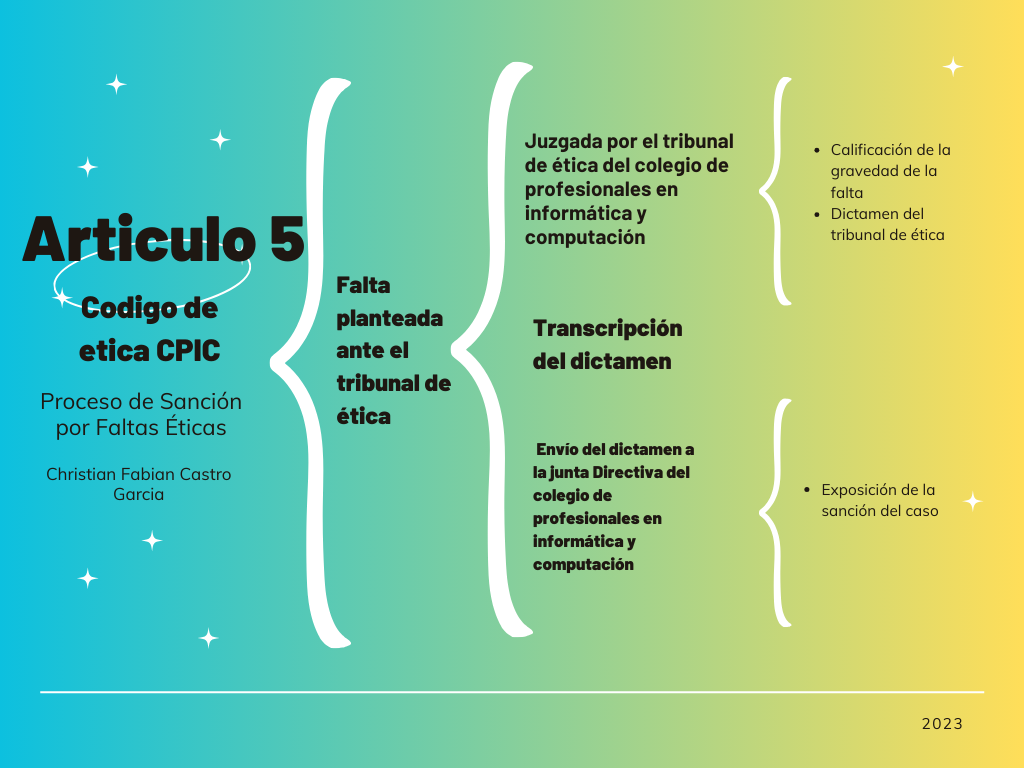 Articulo 5
Codigo de
etica CPIC
Proceso de Sanción
por Faltas Éticas
Christian Fabian Castro
Garcia
Falta
planteada
ante el
tribunal de
ética
Juzgada por el tribunal
de ética del colegio de
profesionales en
informática y
computación
• Calificación de la
gravedad de la
falta
• Dictamen del
tribunal de ética
Transcripción
del dictamen
Envío del dictamen a
la junta Directiva del
colegio de
profesionales en
informática y
computación
• Exposición de la
sanción del caso
2023